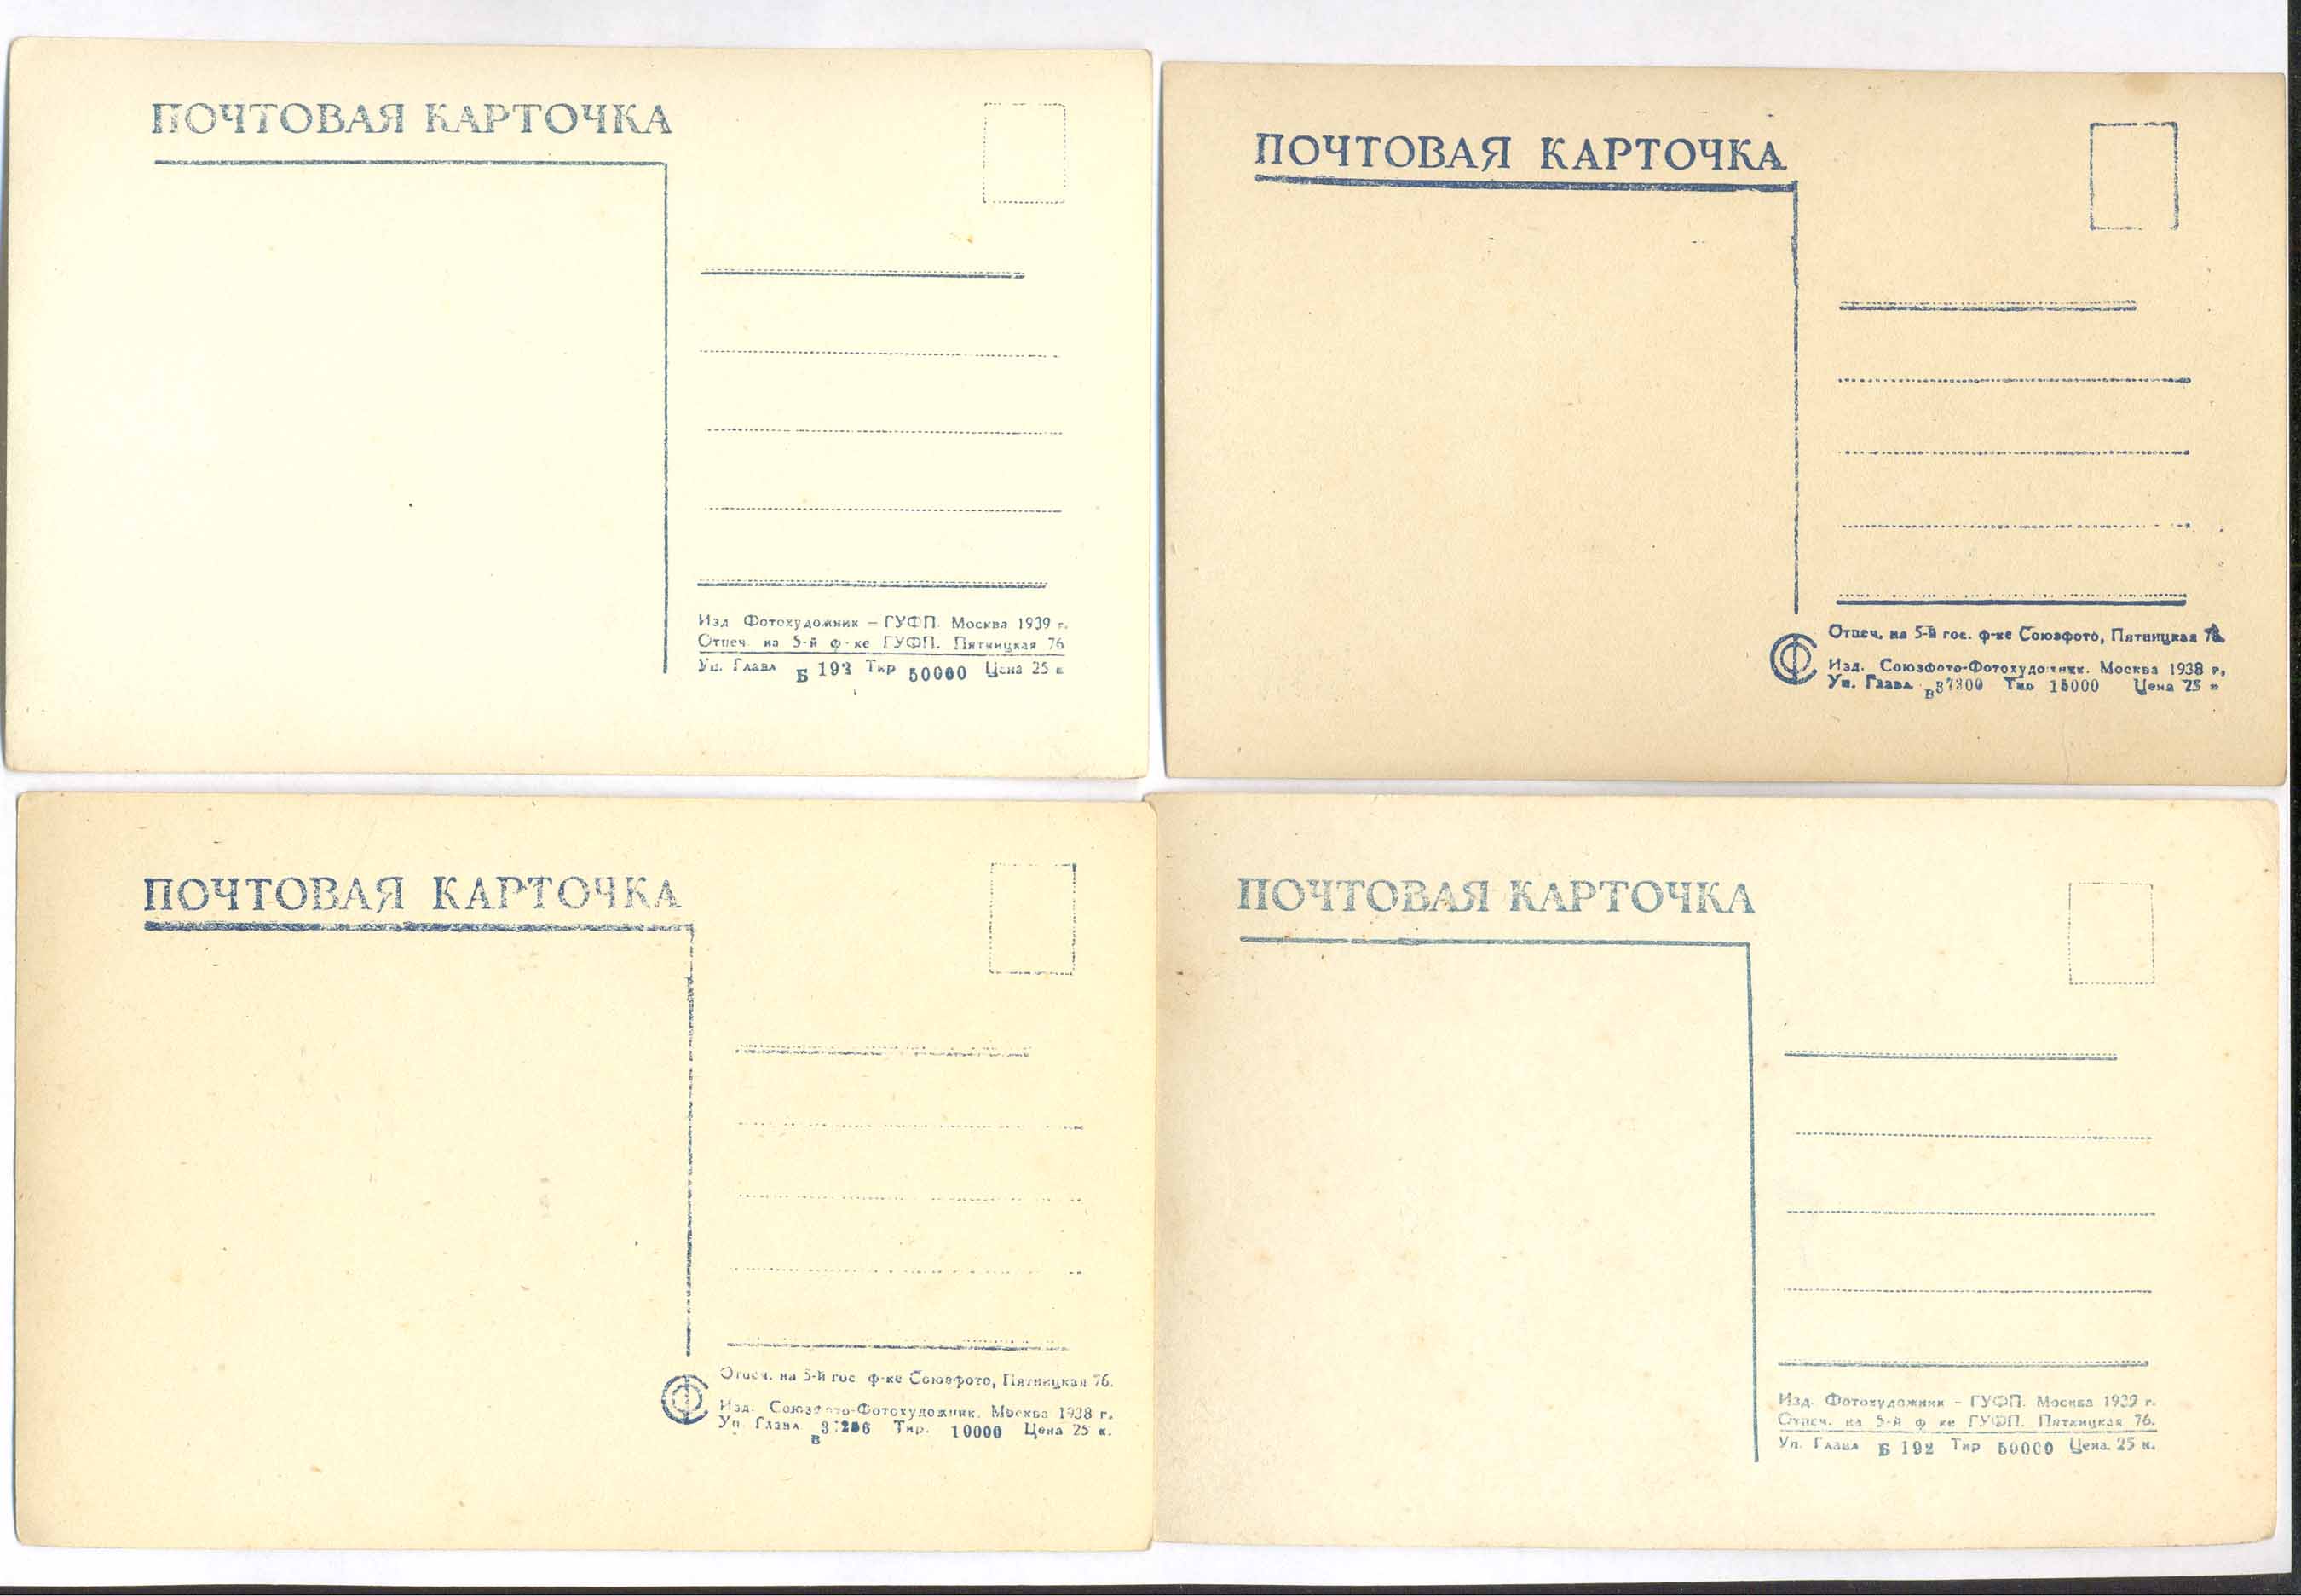 ПОЧТОВАЯ КАРТОЧКА
Изд Фотохудожник – ГУФП. Москва 1939 г.
Отпеч. на 5-й ф-ке ГУФП. Пятницкая 76
Уп. Главл Б 193 Тир 50000 Цена 25 к
ПОЧТОВАЯ КАРТОЧКА
Отпеч. на 5-й гос. ф-ке Союзфото, Пятницкая
Изд. Союзфото-Фотохудожник. Москва 1938 г.
Уп. Главл. В 37300 Тир 15000 Цена 25 к
ПОЧТОВАЯ КАРТОЧКА
Отпеч. на 5-й гос ф-ке Союзфото, Пятницкая 76.
Изд. Союзфото-Фотохудожник. Москва 1938 г.
Уп. Главл В Тир. 10000 Цена 25 к.
ПОЧТОВАЯ КАРТОЧКА
Изд. Фотохудожник – ГУФП. Москва 1939 г.
Отпеч. на 5-й ф ке ГУФП. Пятницкая 76.
Уп. Главл Б 192 Тир 50000 Цена 25 к.